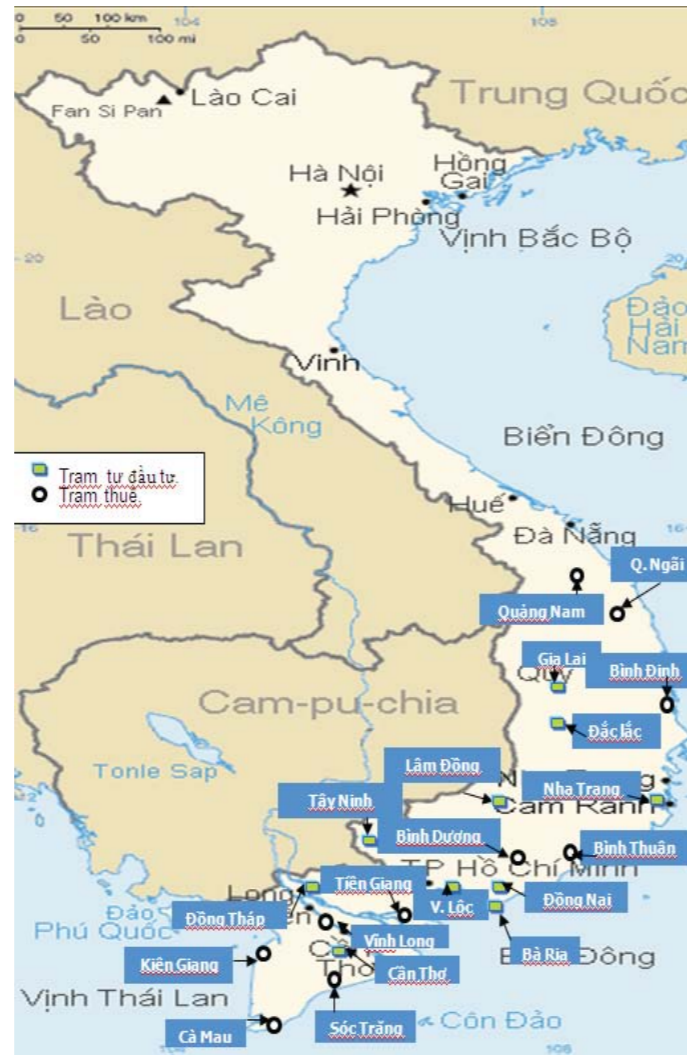 0 50 100 km
0 50 100 mi
104
108
Lào Cai
Fan Si Pan
Trung Quốc
Hà Nội
Hồng
Gai
Hải Phòng
Vịnh Bắc Bộ
20
20
Lào
Đảo
Hải
Nam
Vinh
Mê
Kông
Biển Đông
Trạm tự đầu tư.
Trạm thuê.
Huế
16
16
Đà Nẵng
Thái Lan
Q. Ngãi
Quảng Nam
Gia Lai
Quy
Bình Định
Cam-pu-chia
Đắc lắc
Tonle Sap
Lâm Đồng
Nha Trang
Cam Ranh
Tây Ninh
Bình Dương
Bình Thuận
TP Hồ Chí Minh
Tiền Giang
Long
Đồng Tháp
V. Lộc
Đồng Nai
Đảo
Phú Quốc
Vĩnh Long
Bà Rịa
Kiên Giang
Cần Thơ
Vịnh Thái Lan
Sóc Trăng
Cà Mau
Côn Đảo
104
108